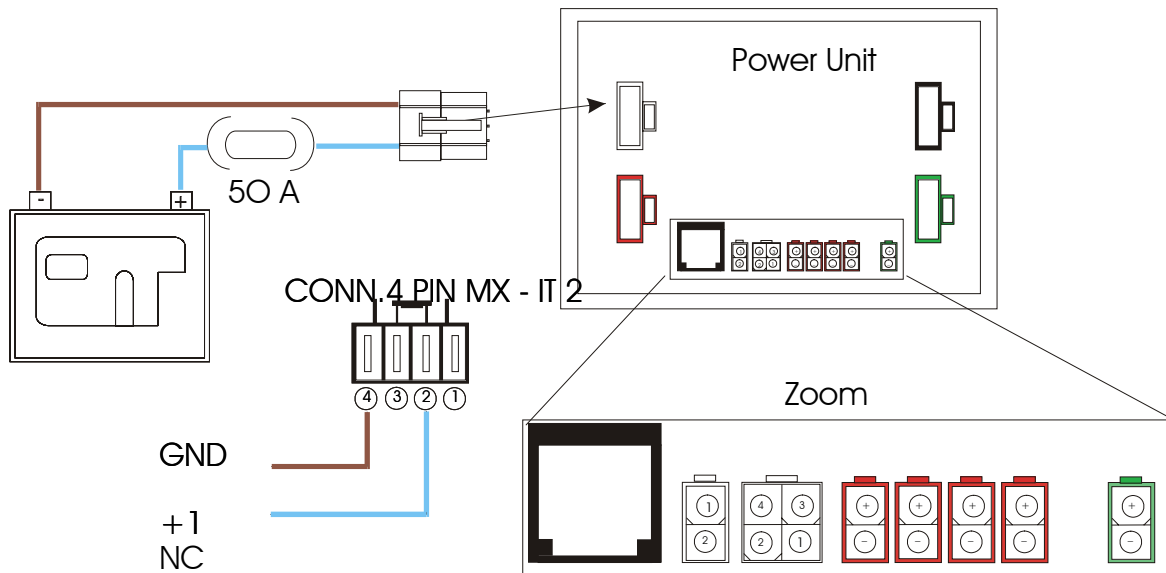 Power Unit
- +
50 A
CONN.4 PIN MX - IT 2
4 3 2 1
GND
+1
NC
Zoom
1 4 3 + + + + +
2 2 1 - - - - -